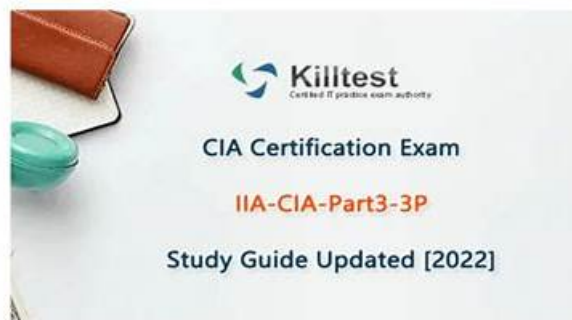 Killtest
Certified IT practice exam authority
CIA Certification Exam
IIA-CIA-Part3-3P
Study Guide Updated [2022]